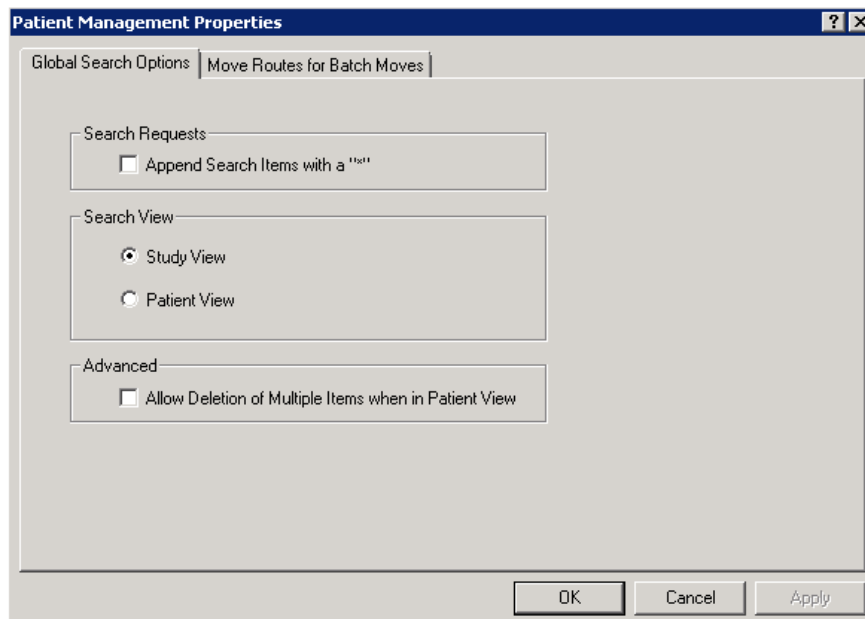 Patient Management Properties
Global Search Options
Move Routes for Batch Moves
Search Requests
Append Search Items with a "*"
Search View
Study View
Patient View
Advanced
Allow Deletion of Multiple Items when in Patient View
OK
Cancel
Apply